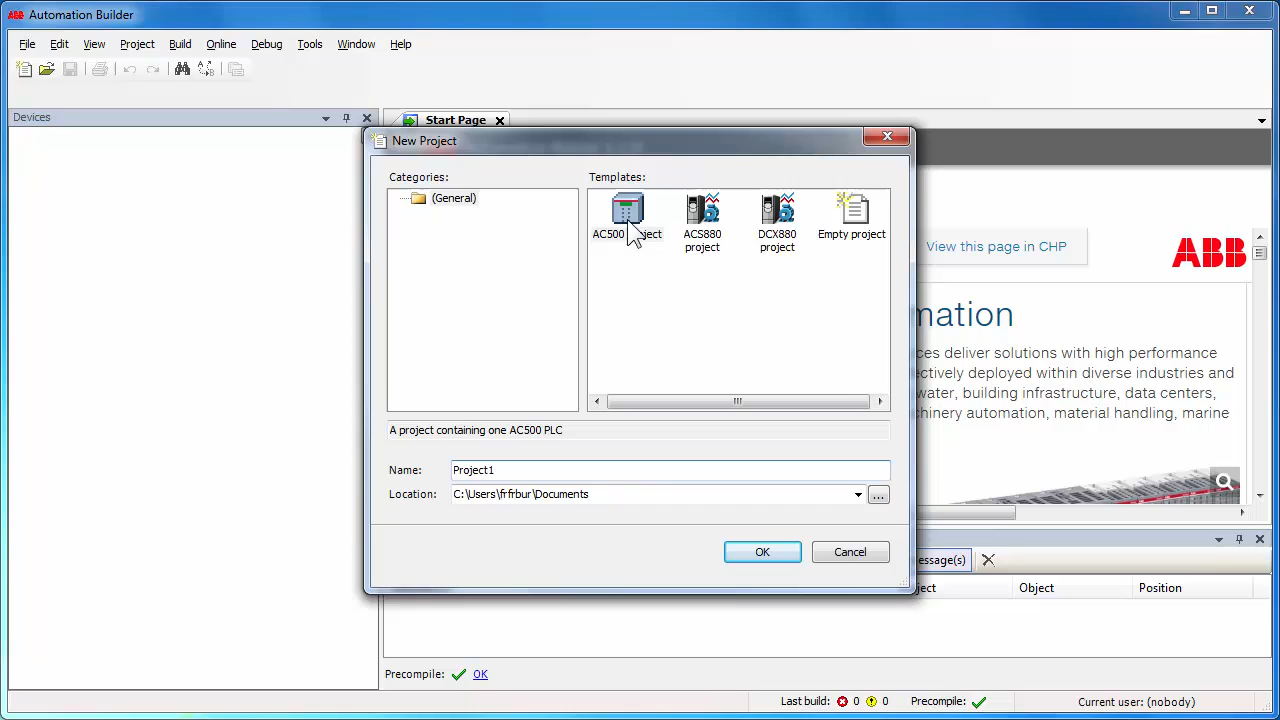 ABB Automation Builder
File Edit View Project Build Online Debug Tools Window Help
Devices
Start Page
New Project
Categories:
Templates:
(General)
AC500 project
ACS880 project
DCX880 project
Empty project
View this page in CHP
ABB
mation
ces deliver solutions with high performance
ectively deployed within diverse industries and
water, building infrastructure, data centers,
hinery automation, material handling, marine
A project containing one AC500 PLC
Name: Project1
Location: C:\Users\frfrbur\Documents
...
OK Cancel
essage(s)
ject Object Position
Precompile: OK
Last build: 0 0 Precompile: Current user: (nobody)